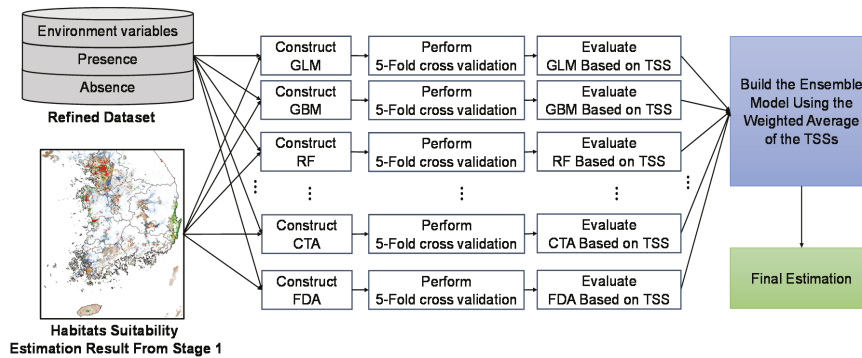 Environment variables
Presence
Absence
Refined Dataset
Habitats Suitability
Estimation Result From Stage 1
Construct
GLM
Perform
5-Fold cross validation
Evaluate
GLM Based on TSS
Construct
GBM
Perform
5-Fold cross validation
Evaluate
GBM Based on TSS
Construct
RF
Perform
5-Fold cross validation
Evaluate
RF Based on TSS
Construct
CTA
Perform
5-Fold cross validation
Evaluate
CTA Based on TSS
Construct
FDA
Perform
5-Fold cross validation
Evaluate
FDA Based on TSS
Build the Ensemble
Model Using the
Weighted Average
of the TSSs
Final Estimation